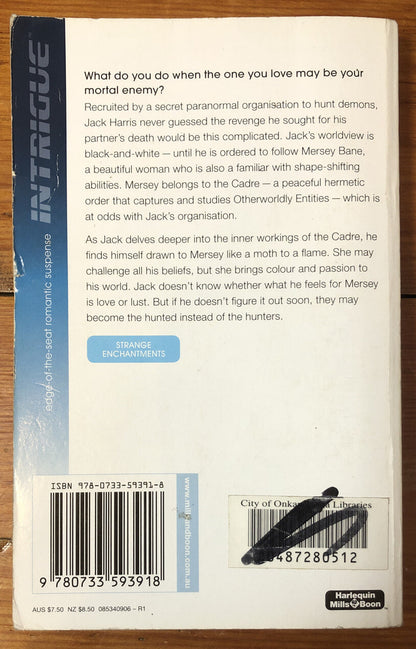 What do you do when the one you love may be your
mortal enemy?
Recruited by a secret paranormal organisation to hunt demons,
Jack Harris never guessed the revenge he sought for his
partner's death would be this complicated. Jack's worldview is
black-and-white — until he is ordered to follow Mersey Bane,
a beautiful woman who is also a familiar with shape-shifting
abilities. Mersey belongs to the Cadre — a peaceful hermetic
order that captures and studies Otherworldly Entities — which is
at odds with Jack's organisation.
As Jack delves deeper into the inner workings of the Cadre, he
finds himself drawn to Mersey like a moth to a flame. She may
challenge all his beliefs, but she brings colour and passion to
his world. Jack doesn't know whether what he feels for Mersey
is love or lust. But if he doesn't figure it out soon, they may
become the hunted instead of the hunters.
STRANGE
ENCHANTMENTS
INTRIGUE™
edge-of-the-seat romantic suspense
ISBN 978-0733-59391-8
9 780733 593918
www.millsandboon.com.au
City of Libraries
487280512
Harlequin
Mills & Boon®
AUS $7.50 NZ $8.50 085340906 – R1